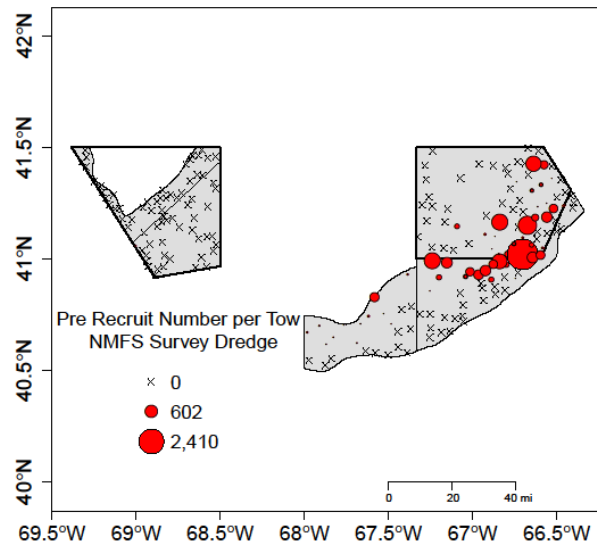 42°N
41.5°N
41°N
40.5°N
40°N
Pre Recruit Number per Tow
NMFS Survey Dredge
0
602
2,410
0 20 40 mi
69.5°W 69°W 68.5°W 68°W 67.5°W 67°W 66.5°W